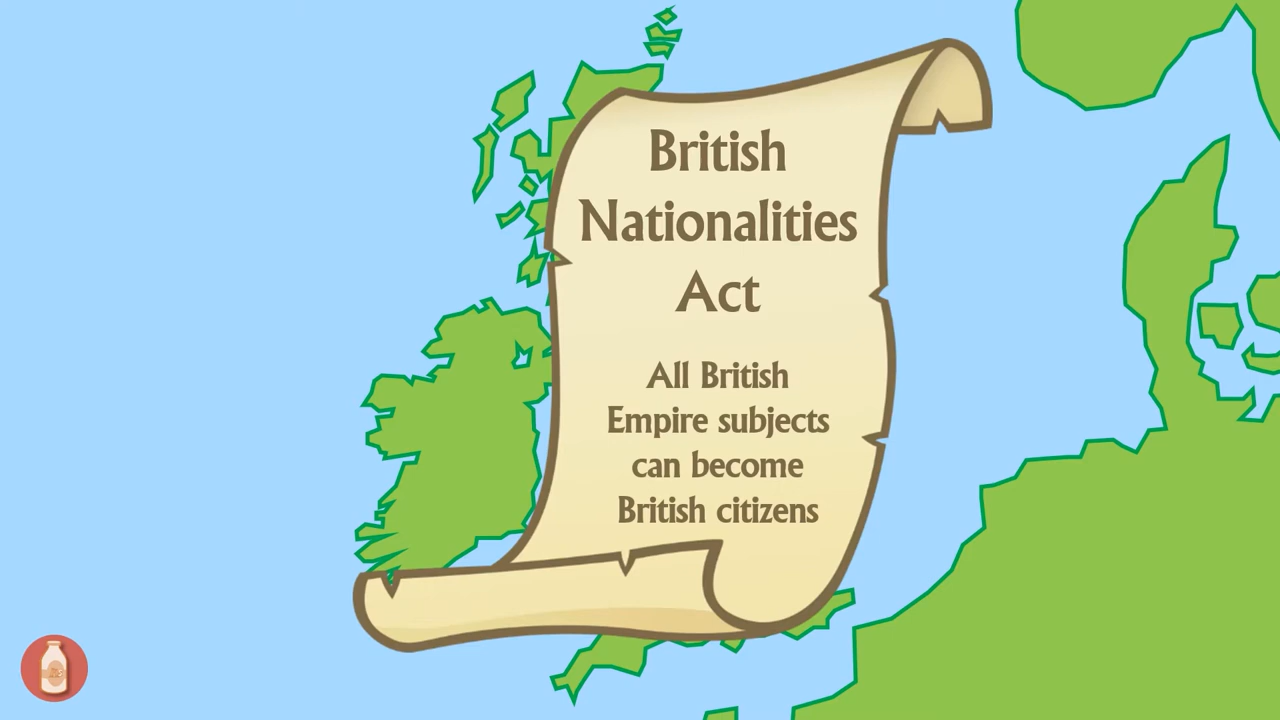 British
Nationalities
Act
All British
Empire subjects
can become
British citizens